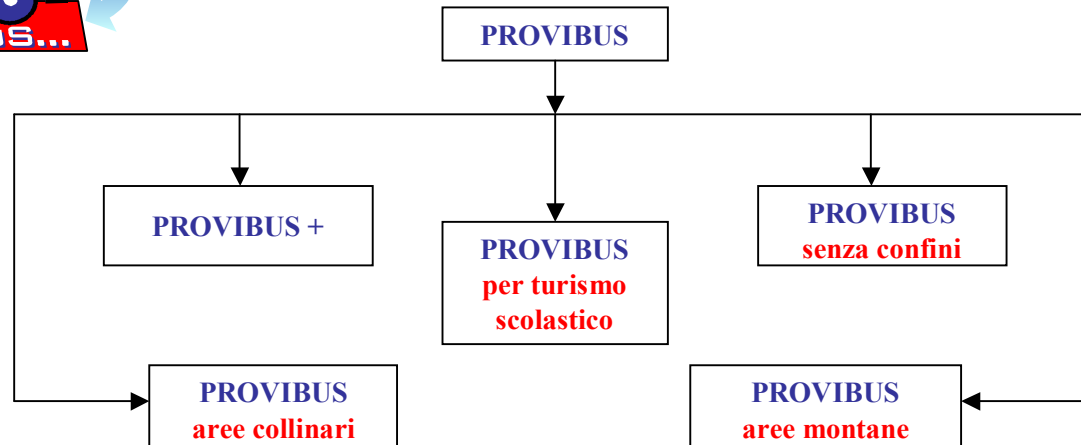 PROVIBUS
PROVIBUS +
PROVIBUS
per turismo
scolastico
PROVIBUS
senza confini
PROVIBUS
aree collinari
PROVIBUS
aree montane